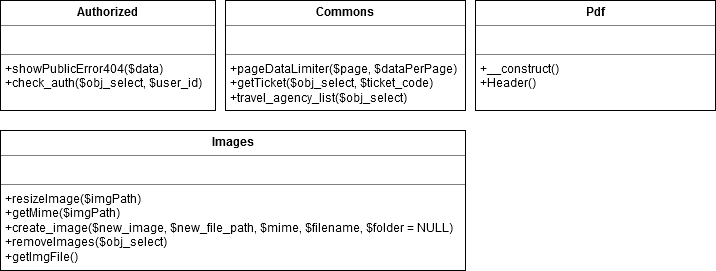 Authorized
+showPublicError404($data)
+check_auth($obj_select, $user_id)
Commons
+pageDataLimiter($page, $dataPerPage)
+getTicket($obj_select, $ticket_code)
+travel_agency_list($obj_select)
Pdf
+__construct()
+Header()
Images
+resizeImage($imgPath)
+getMime($imgPath)
+create_image($new_image, $new_file_path, $mime, $filename, $folder = NULL)
+removeImages($obj_select)
+getImgFile()